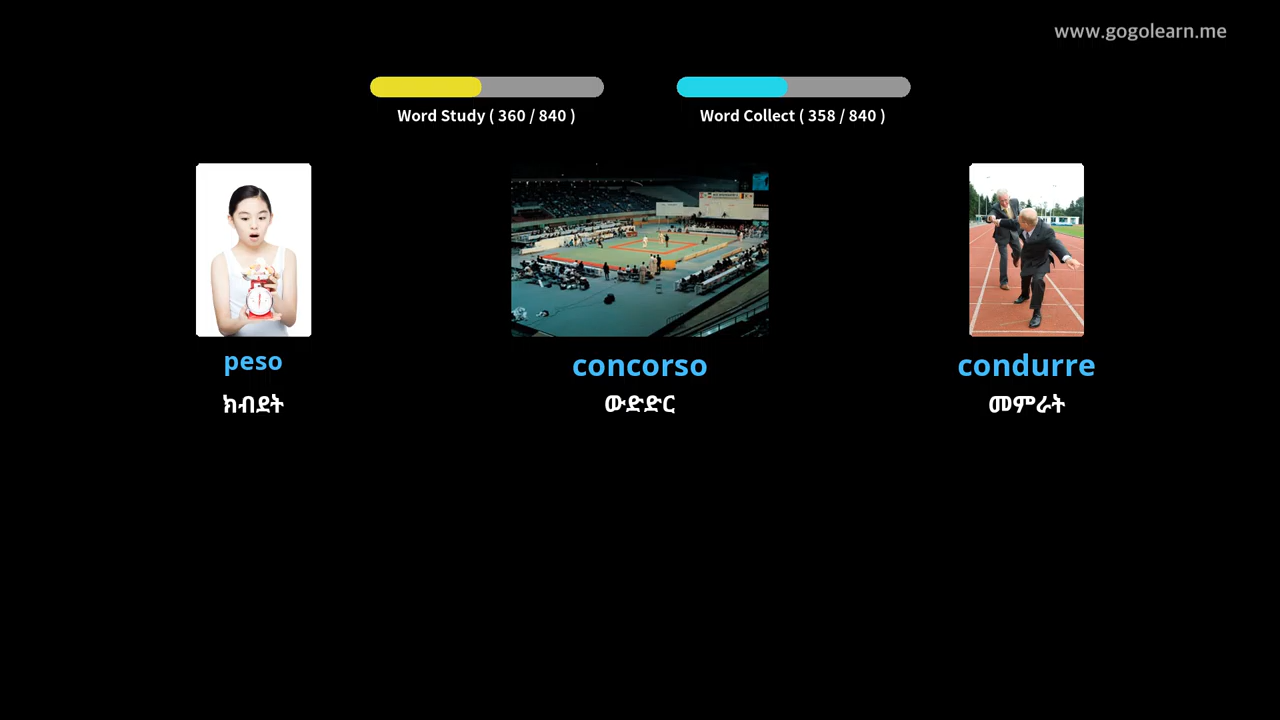 www.gogolearn.me
Word Study ( 360 / 840 )
Word Collect ( 358 / 840 )
peso
concorso
condurre
ክብደት
ውድድር
መምራት